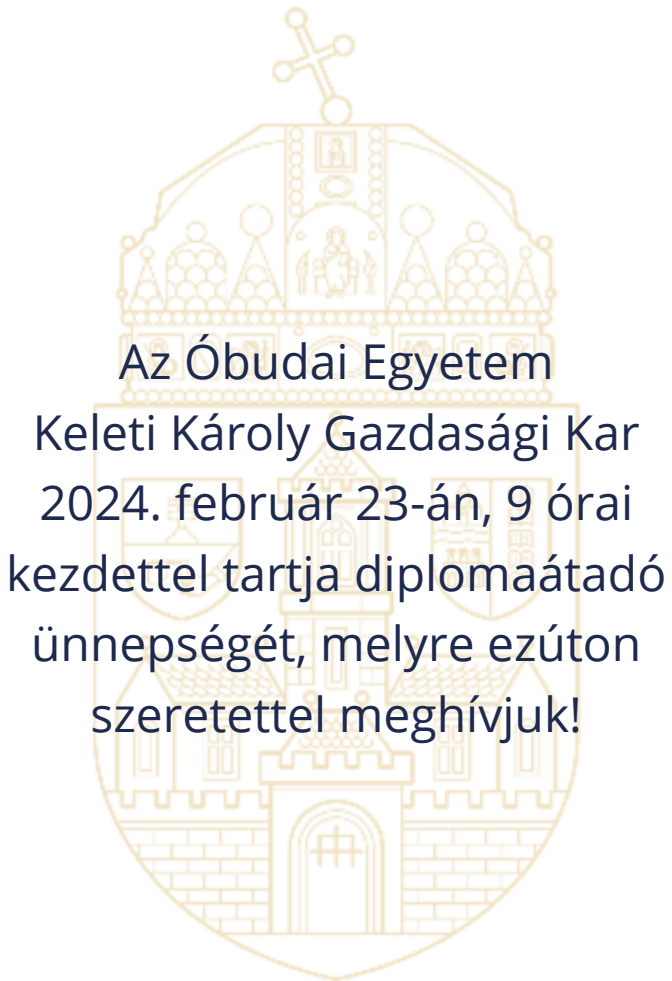 Az Óbudai Egyetem
Keleti Károly Gazdasági Kar
2024. február 23-án, 9 órai
kezdettel tartja diplomaátadó
ünnepségét, melyre ezúton
szeretettel meghívjuk!